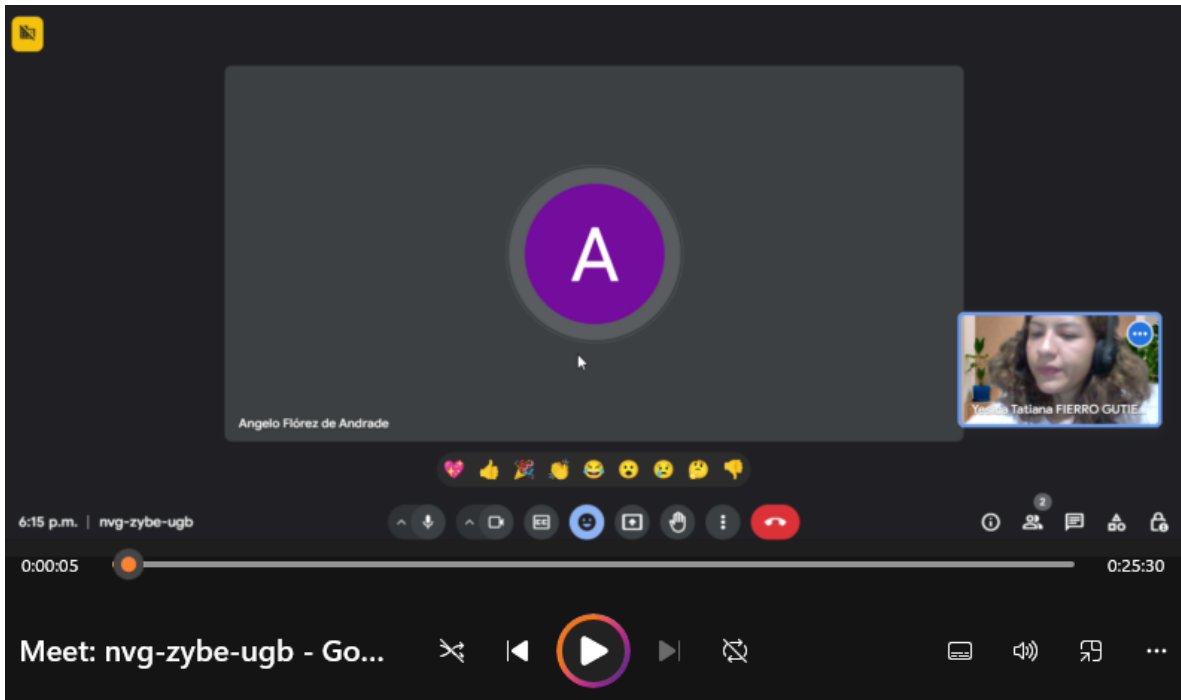 A
Angelo Flórez de Andrade
Tatiana FIERRO GUTIE...
2
6:15 p.m. | nvg-zybe-ugb
0:00:05
0:25:30
Meet: nvg-zybe-ugb - Go...